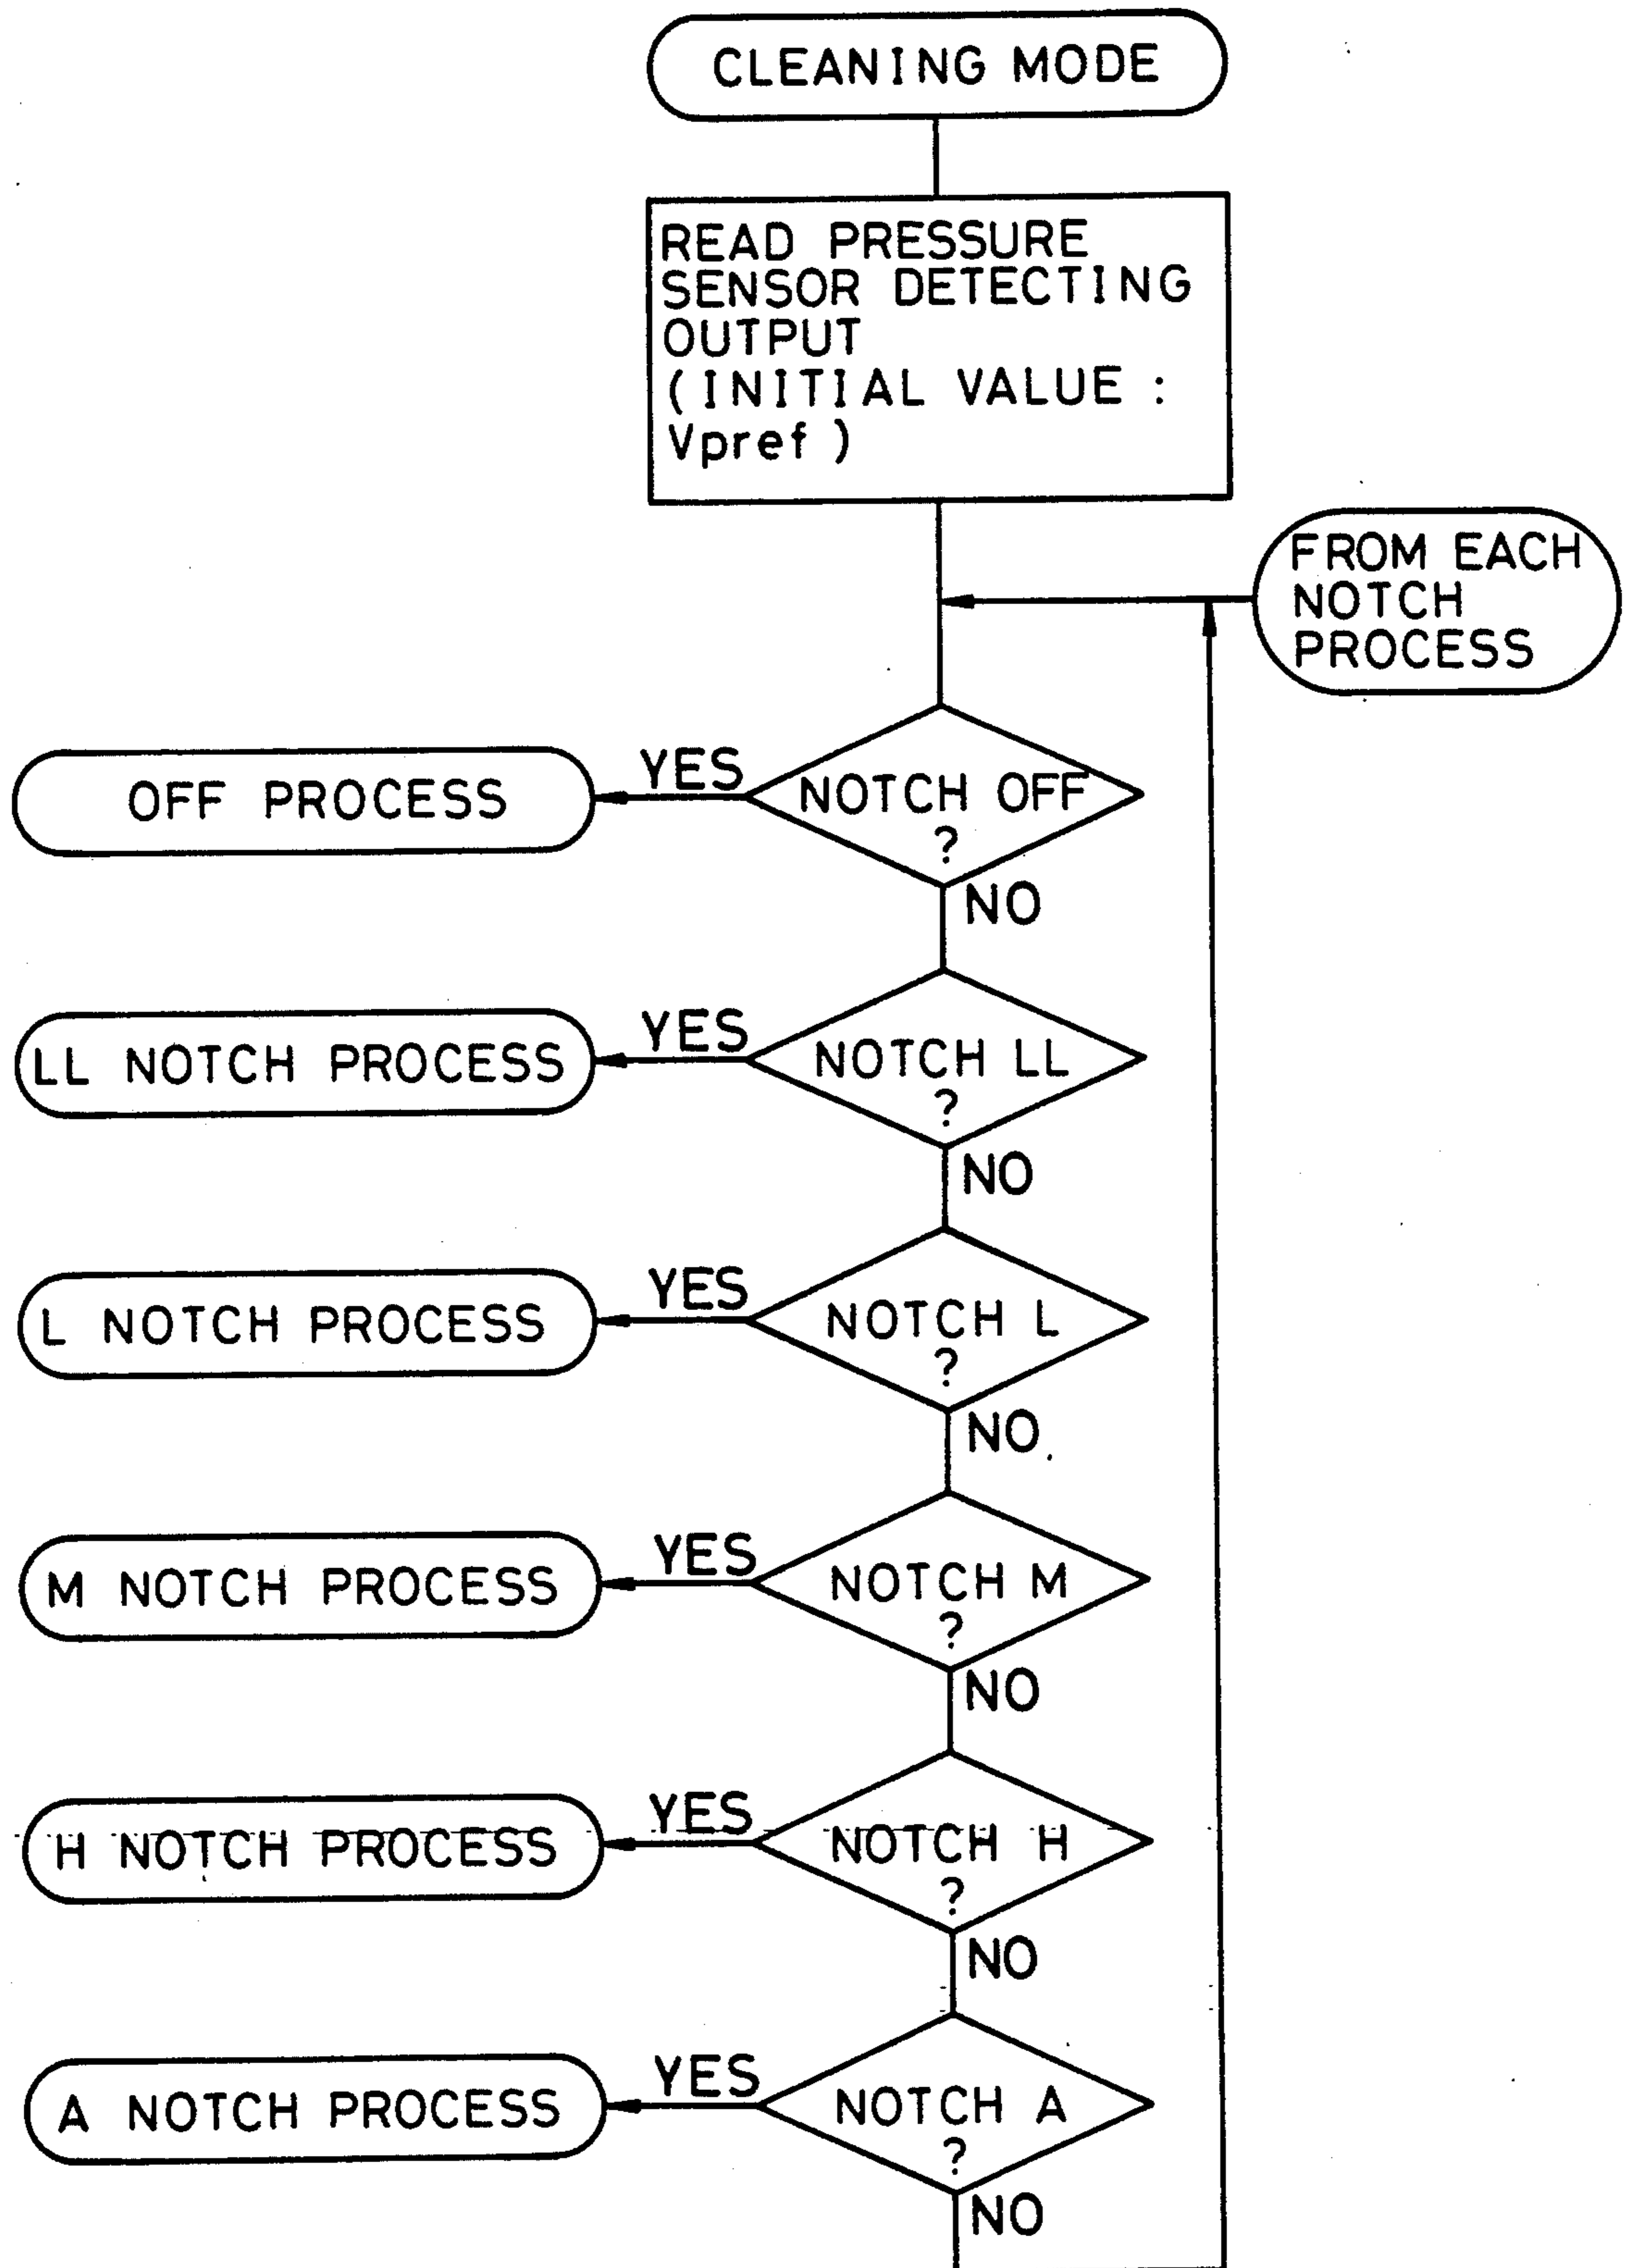 CLEANING MODE
READ PRESSURE
SENSOR DETECTING
OUTPUT
(INITIAL VALUE :
Vpref )
FROM EACH
NOTCH
PROCESS
OFF PROCESS
YES
NOTCH OFF
?
NO
LL NOTCH PROCESS
YES
NOTCH LL
?
NO
L NOTCH PROCESS
YES
NOTCH L
?
NO
M NOTCH PROCESS
YES
NOTCH M
?
NO
H NOTCH PROCESS
YES
NOTCH H
?
NO
A NOTCH PROCESS
YES
NOTCH A
?
NO